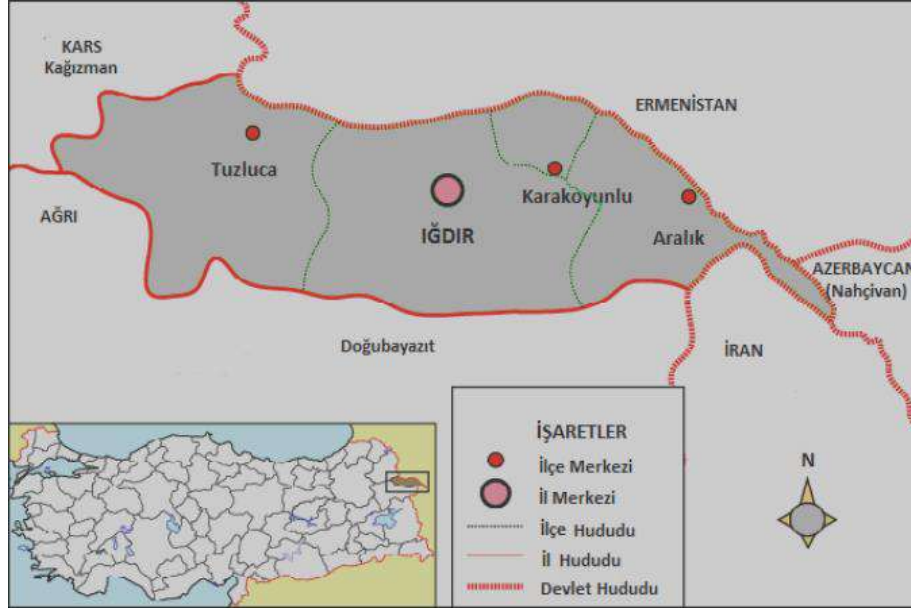 KARS
Kağızman
ERMENİSTAN
Tuzluca
Karakoyunlu
AĞRI
IĞDIR
Aralık
AZERBAYCAN
(Nahçivan)
Doğubayazıt
İRAN
İŞARETLER
İlçe Merkezi
İl Merkezi
İlçe Hududu
İl Hududu
Devlet Hududu
N